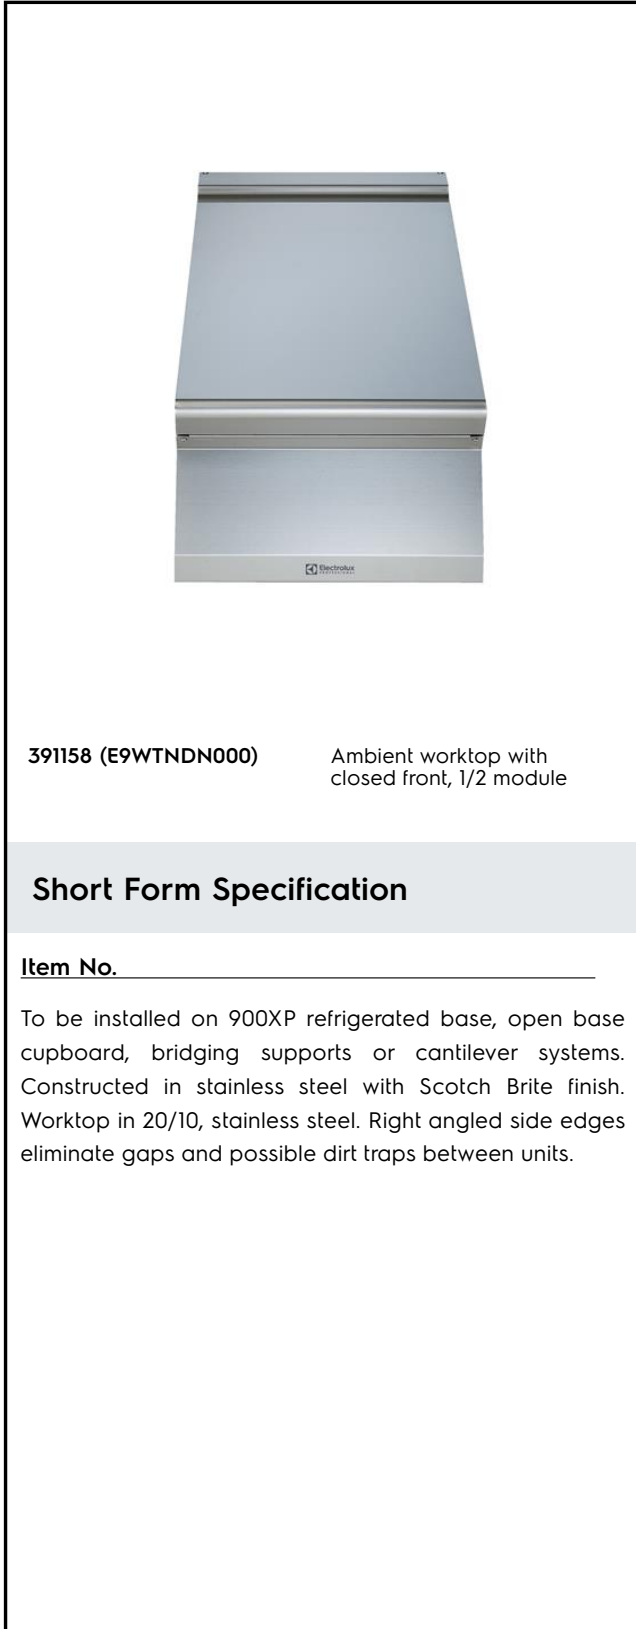 Electrolux
PROFESSIONAL
391158 (E9WTNDN000)
Ambient worktop with
closed front, 1/2 module
Short Form Specification
Item No.
To be installed on 900XP refrigerated base, open base
cupboard, bridging supports or cantilever systems.
Constructed in stainless steel with Scotch Brite finish.
Worktop in 20/10, stainless steel. Right angled side edges
eliminate gaps and possible dirt traps between units.